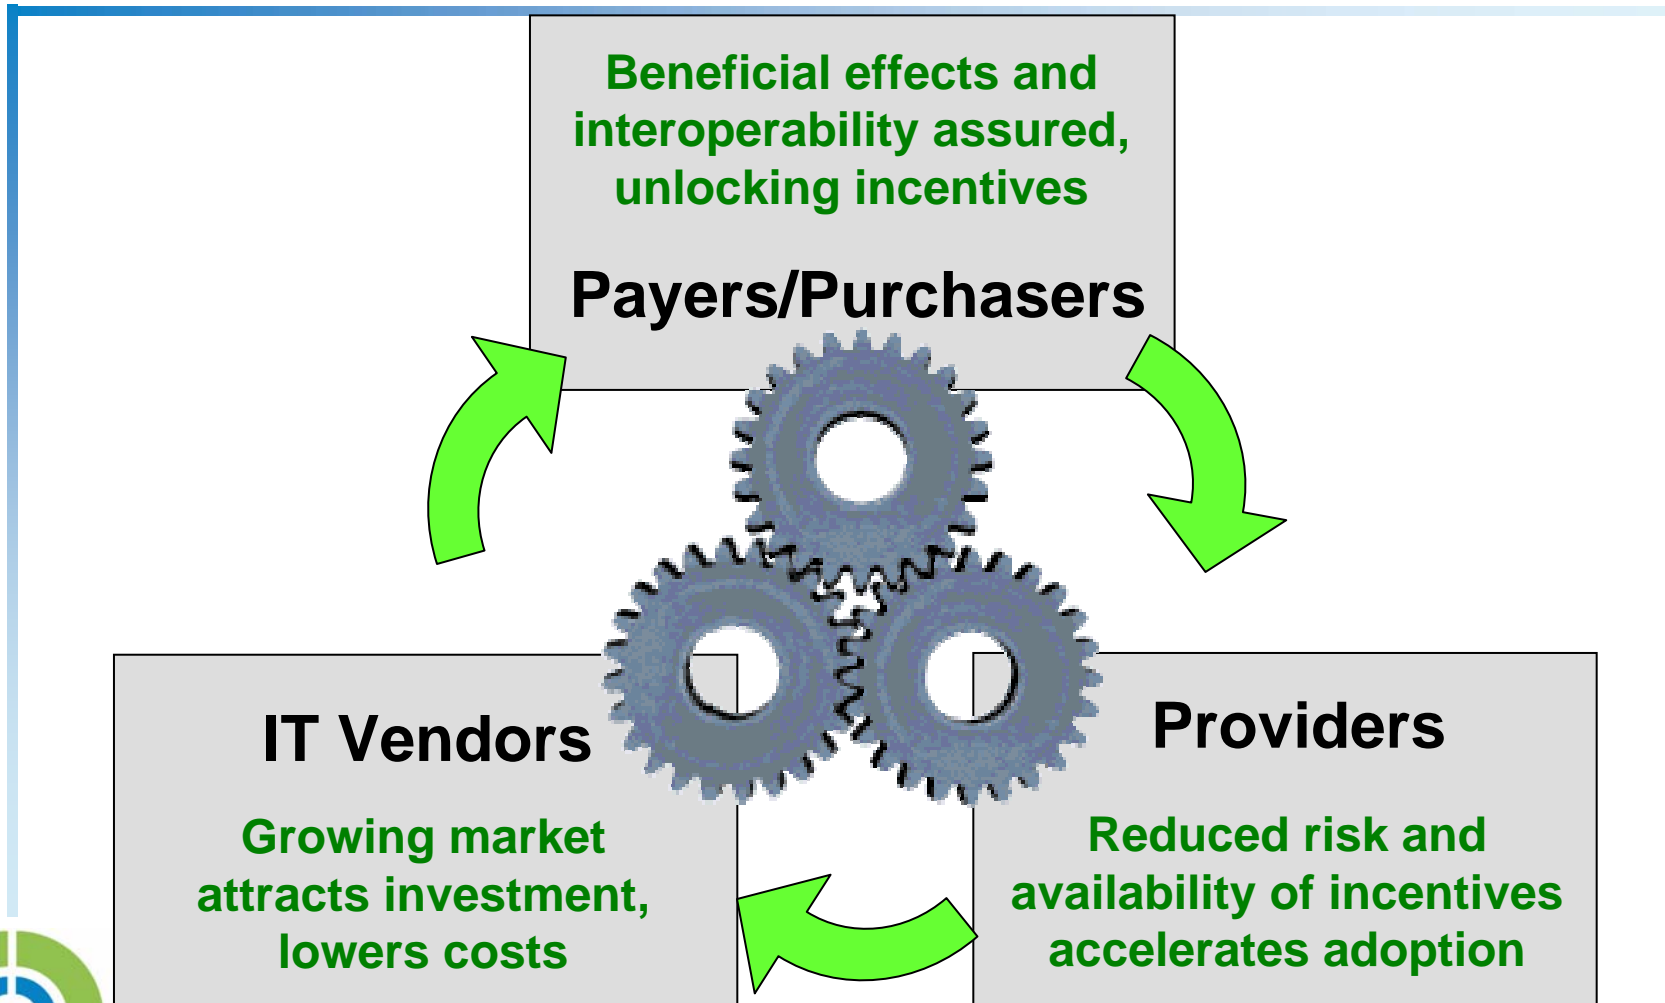 Beneficial effects and
interoperability assured,
unlocking incentives
Payers/Purchasers
IT Vendors
Growing market
attracts investment,
lowers costs
Providers
Reduced risk and
availability of incentives
accelerates adoption